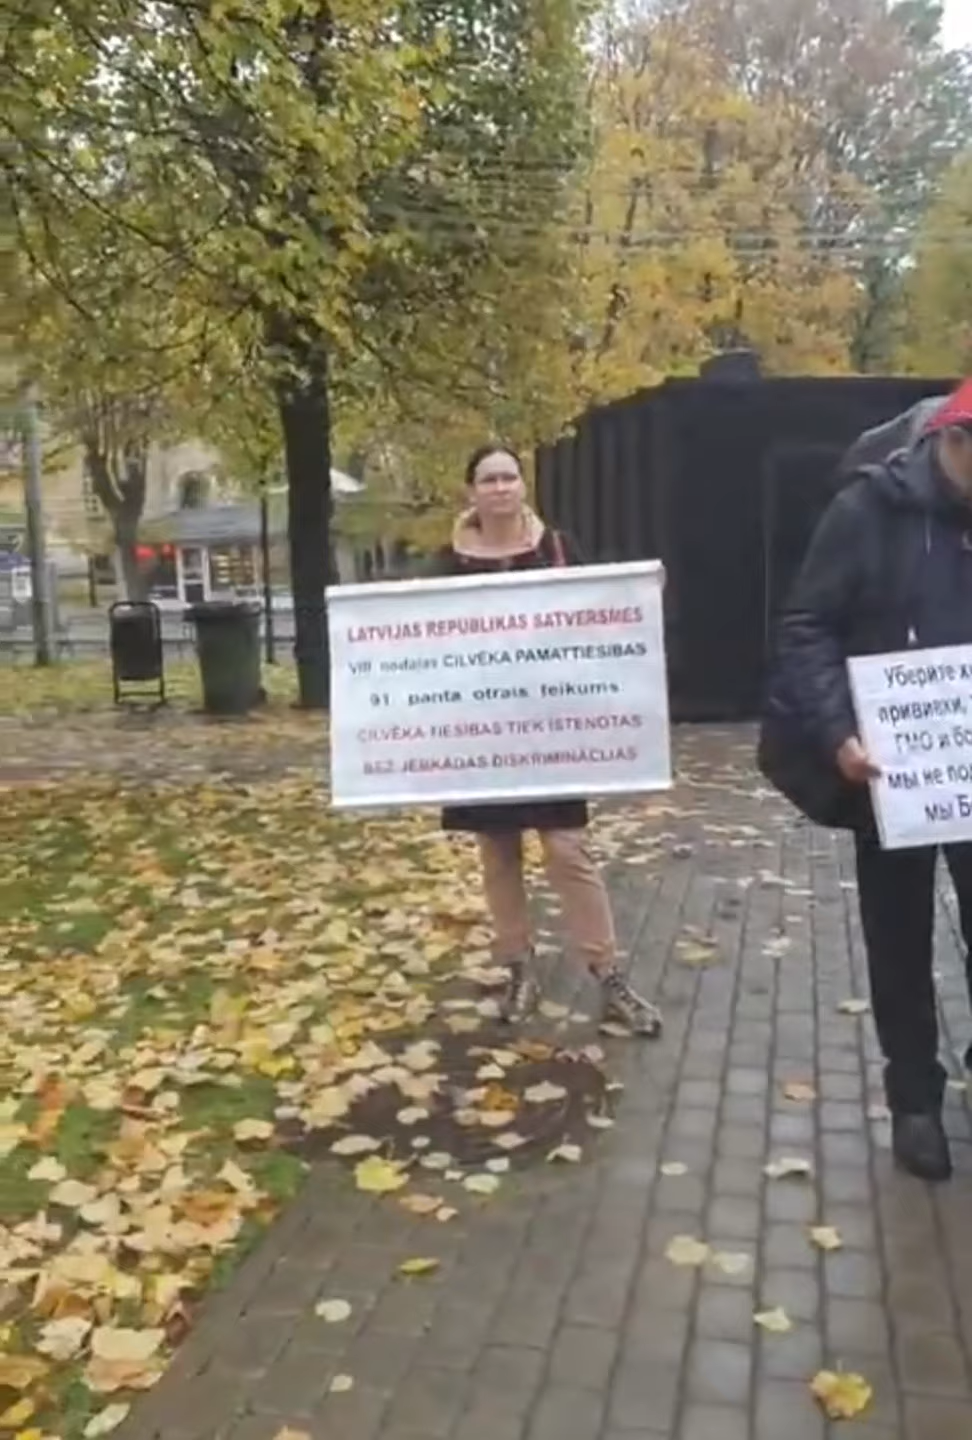 LATVIJAS REPUBLIKAS SATVERSMES
VIII nodaļas CILVĒKA PAMATTIESĪBAS
91. panta otrais teikums
CILVĒKA TIESĪBAS TIEK ĪSTENOTAS
BEZ JEBKĀDAS DISKRIMINĀCIJAS
Уберите
прививки,
ГМО и
мы не
мы